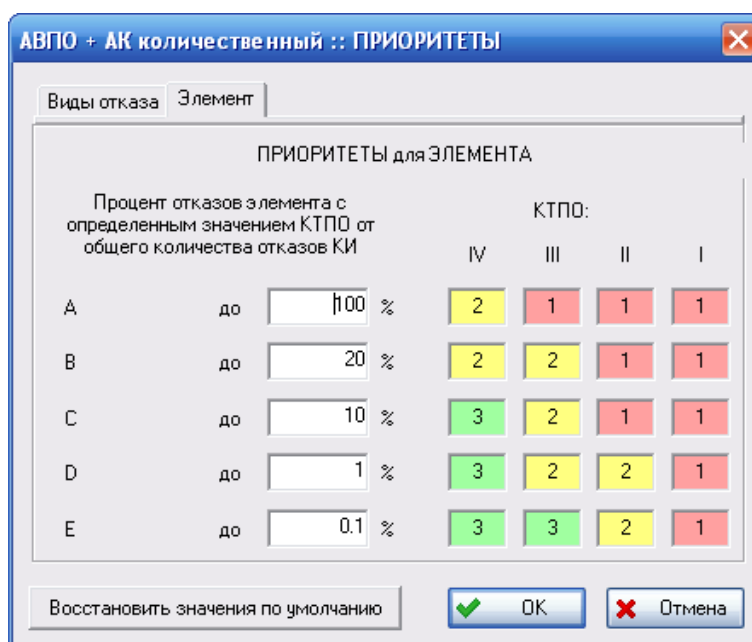 АВПО + АК количественный :: ПРИОРИТЕТЫ
Виды отказа Элемент
ПРИОРИТЕТЫ для ЭЛЕМЕНТА
Процент отказов элемента с
определенным значением КТПО от
общего количества отказов КИ
КТПО:
IV III II I
A до 100 % 2 1 1 1
B до 20 % 2 2 1 1
C до 10 % 3 2 1 1
D до 1 % 3 2 2 1
E до 0.1 % 3 3 2 1
Восстановить значения по умолчанию OK Отмена